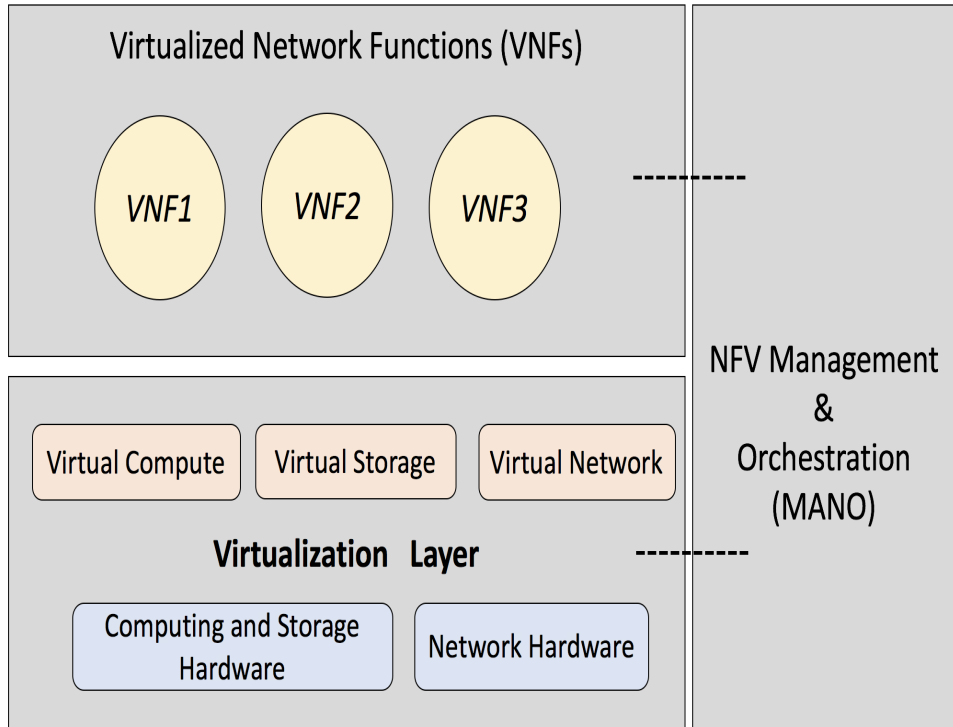 Virtualized Network Functions (VNFs)
VNF1
VNF2
VNF3
Virtual Compute
Virtual Storage
Virtual Network
Virtualization Layer
Computing and Storage
Hardware
Network Hardware
NFV Management
&
Orchestration
(MANO)